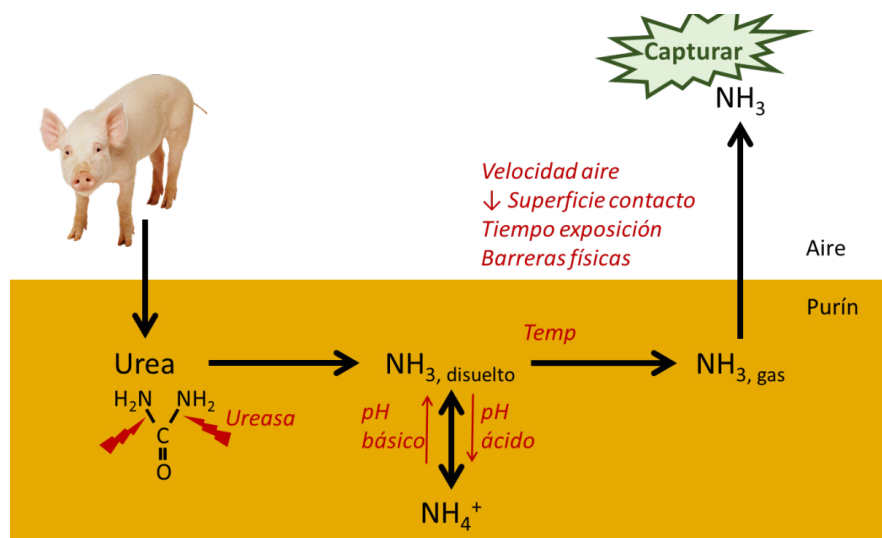 Capturar
NH₃
Velocidad aire
↓ Superficie contacto
Tiempo exposición
Barreras físicas
Aire
Purín
Temp
Urea
NH₃, disuelto
NH₃, gas
H₂N
NH₂
Ureasa
C
O
pH básico
pH ácido
NH₄⁺